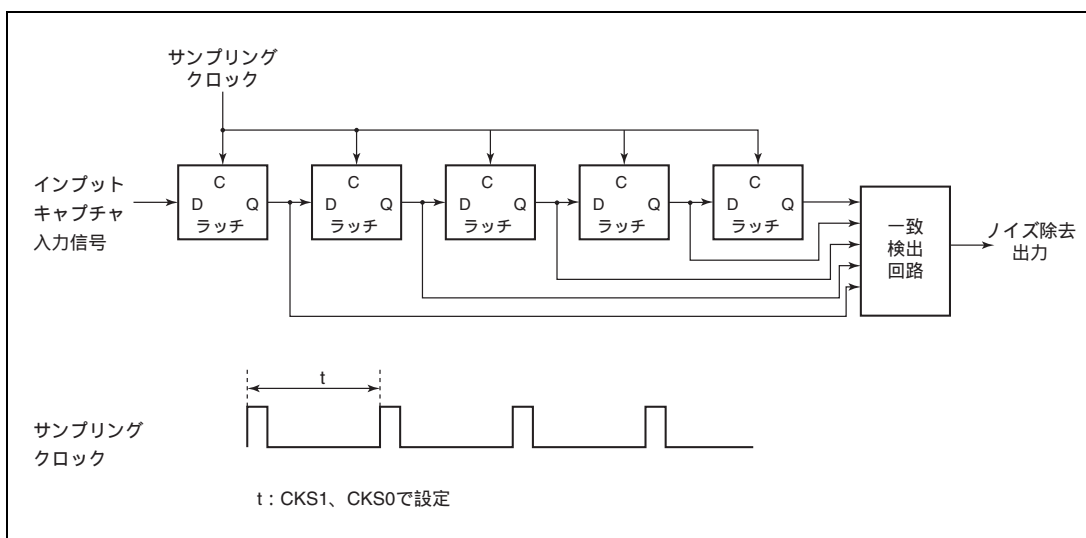 サンプリング
クロック
インプット
キャプチャ
入力信号
C
D Q
ラッチ
C
D Q
ラッチ
C
D Q
ラッチ
C
D Q
ラッチ
C
D Q
ラッチ
一致
検出
回路
ノイズ除去
出力
t
サンプリング
クロック
t：CKS1、CKS0で設定